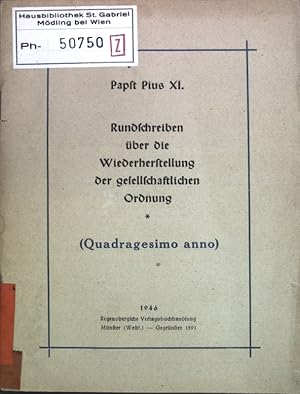 Hausbibliothek St. Gabriel
Mödling bei Wien
Ph- 50750 Z
Papſt Pius XI.
Rundſchreiben
über die
Wiederherſtellung
der geſellſchaftlichen
Ordnung
*
(Quadragesimo anno)
*
1946
Regensbergſche Verlagsbuchhandlung
Münſter (Weſtf.) — Gegründet 1591